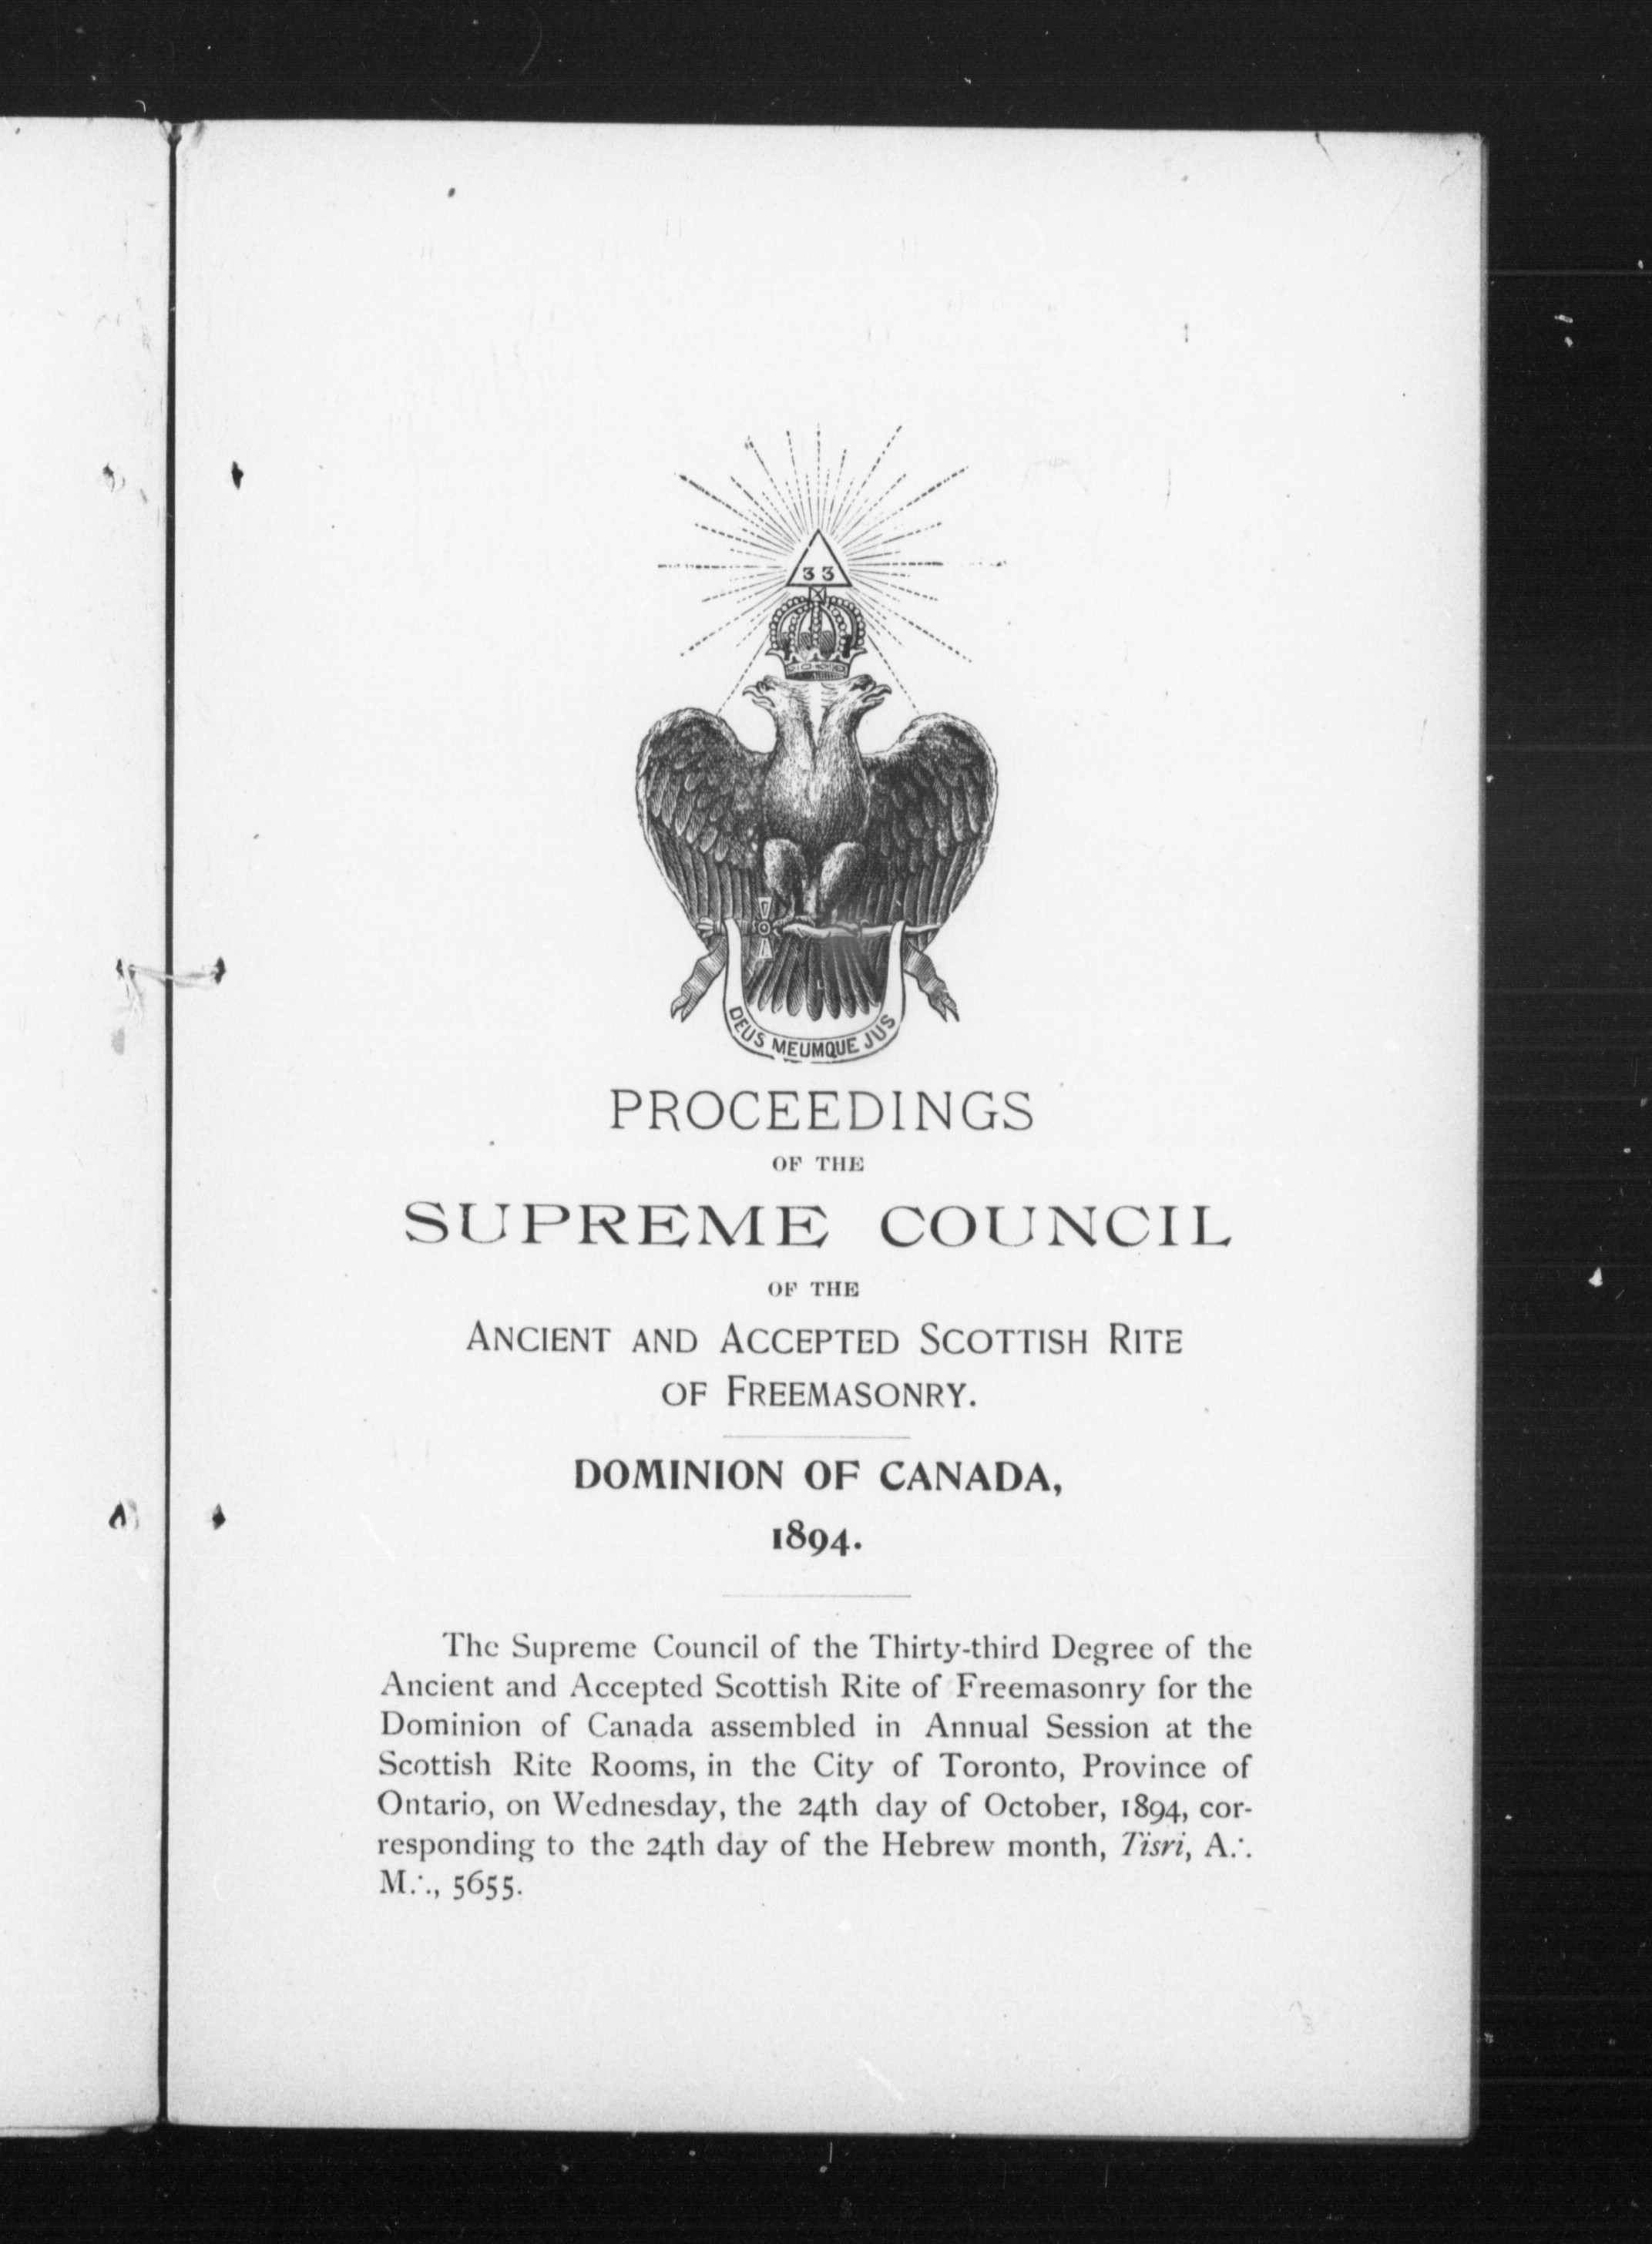 33
DEUS MEUMQUE JUS
PROCEEDINGS
OF THE
SUPREME COUNCIL
OF THE
ANCIENT AND ACCEPTED SCOTTISH RITE
OF FREEMASONRY.
DOMINION OF CANADA,
1894.
The Supreme Council of the Thirty-third Degree of the
Ancient and Accepted Scottish Rite of Freemasonry for the
Dominion of Canada assembled in Annual Session at the
Scottish Rite Rooms, in the City of Toronto, Province of
Ontario, on Wednesday, the 24th day of October, 1894, cor-
responding to the 24th day of the Hebrew month, Tisri, A.·.
M.·., 5655.